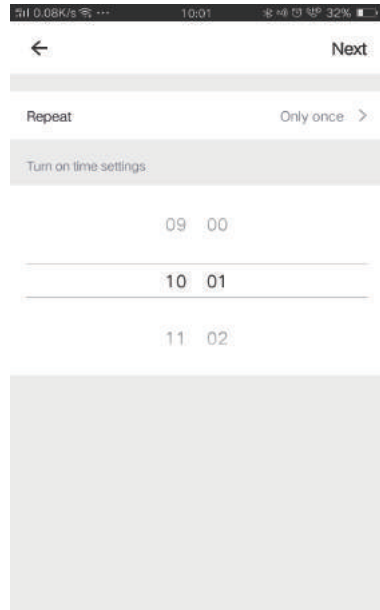 0.08K/s ... 10:01 32%
Next
Repeat Only once >
Turn on time settings
09 00
10 01
11 02